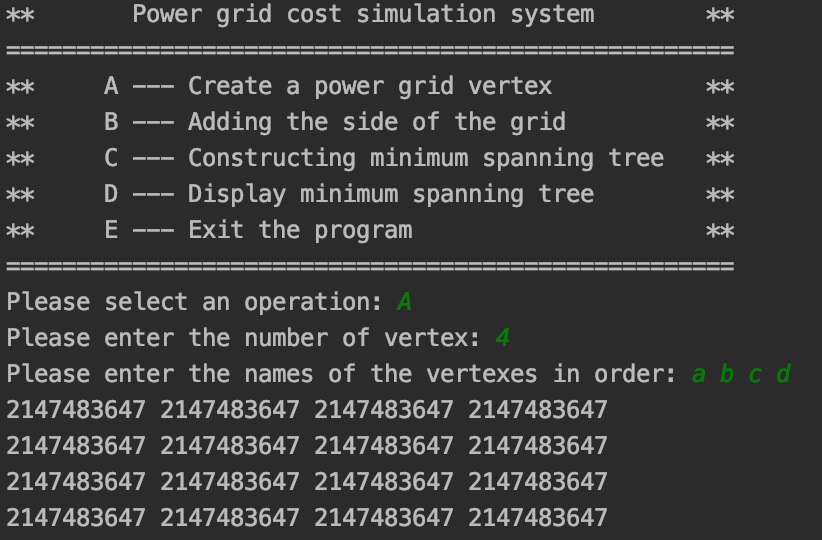 ** Power grid cost simulation system **
====================================================
** A --- Create a power grid vertex **
** B --- Adding the side of the grid **
** C --- Constructing minimum spanning tree **
** D --- Display minimum spanning tree **
** E --- Exit the program **
====================================================
Please select an operation: A
Please enter the number of vertex: 4
Please enter the names of the vertexes in order: a b c d
2147483647 2147483647 2147483647 2147483647
2147483647 2147483647 2147483647 2147483647
2147483647 2147483647 2147483647 2147483647
2147483647 2147483647 2147483647 2147483647